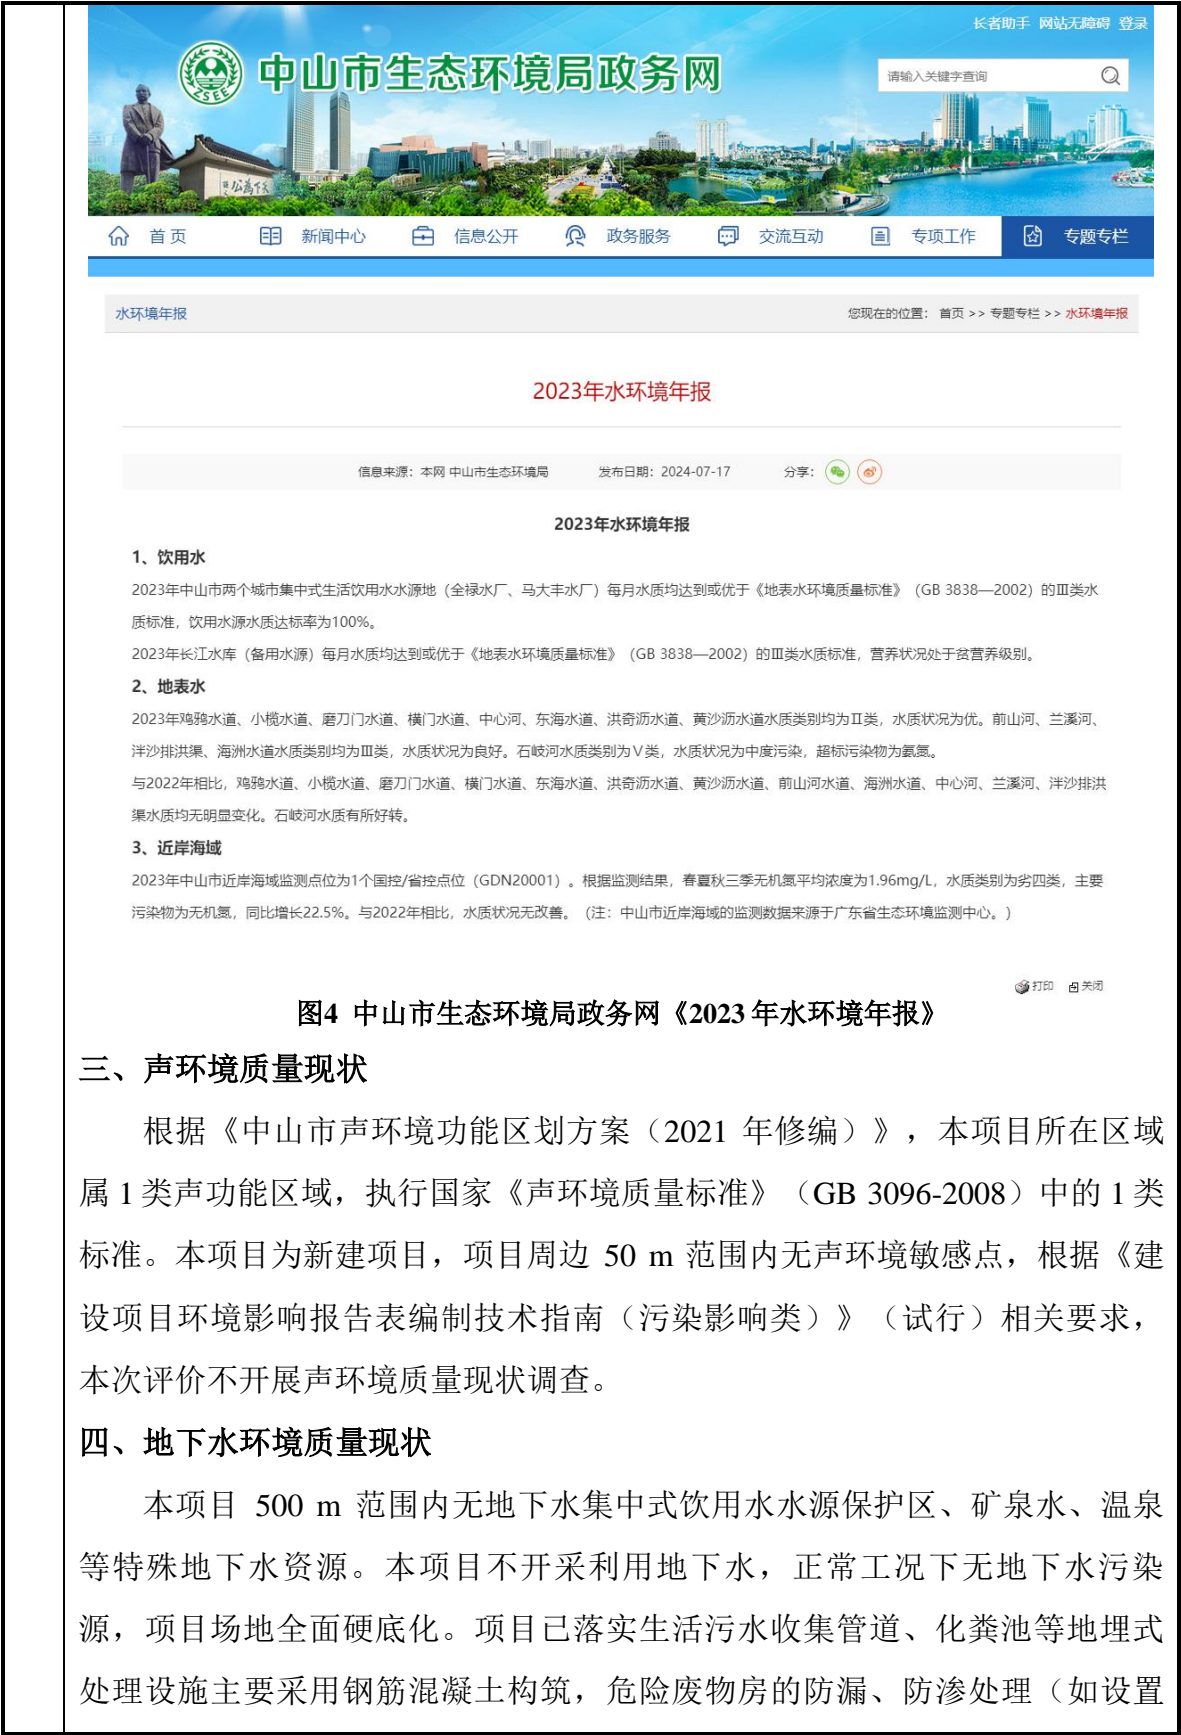 长者助手 网站无障碍 登录
ZSEE
中山市生态环境局政务网
请输入关键字查询
天下为公
首 页 新闻中心 信息公开 政务服务 交流互动 专项工作 专题专栏
水环境年报 您现在的位置： 首页 >> 专题专栏 >> 水环境年报
2023年水环境年报
信息来源：本网 中山市生态环境局 发布日期：2024-07-17 分享：
2023年水环境年报
1、饮用水
2023年中山市两个城市集中式生活饮用水水源地（全禄水厂、马大丰水厂）每月水质均达到或优于《地表水环境质量标准》（GB 3838—2002）的Ⅲ类水
质标准，饮用水源水质达标率为100%。
2023年长江水库（备用水源）每月水质均达到或优于《地表水环境质量标准》（GB 3838—2002）的Ⅲ类水质标准，营养状况处于贫营养级别。
2、地表水
2023年鸡鸦水道、小榄水道、磨刀门水道、横门水道、中心河、东海水道、洪奇沥水道、黄沙沥水道水质类别均为Ⅱ类，水质状况为优。前山河、兰溪河、
泮沙排洪渠、海洲水道水质类别均为Ⅲ类，水质状况为良好。石岐河水质类别为Ⅴ类，水质状况为中度污染，超标污染物为氨氮。
与2022年相比，鸡鸦水道、小榄水道、磨刀门水道、横门水道、东海水道、洪奇沥水道、黄沙沥水道、前山河水道、海洲水道、中心河、兰溪河、泮沙排洪
渠水质均无明显变化。石岐河水质有所好转。
3、近岸海域
2023年中山市近岸海域监测点位为1个国控/省控点位（GDN20001）。根据监测结果，春夏秋三季无机氮平均浓度为1.96mg/L，水质类别为劣四类，主要
污染物为无机氮，同比增长22.5%。与2022年相比，水质状况无改善。（注：中山市近岸海域的监测数据来源于广东省生态环境监测中心。）
打印 关闭
图4 中山市生态环境局政务网《2023 年水环境年报》
三、声环境质量现状
根据《中山市声环境功能区划方案（2021 年修编）》，本项目所在区域
属 1 类声功能区域，执行国家《声环境质量标准》（GB 3096-2008）中的 1 类
标准。本项目为新建项目，项目周边 50 m 范围内无声环境敏感点，根据《建
设项目环境影响报告表编制技术指南（污染影响类）》（试行）相关要求，
本次评价不开展声环境质量现状调查。
四、地下水环境质量现状
本项目 500 m 范围内无地下水集中式饮用水水源保护区、矿泉水、温泉
等特殊地下水资源。本项目不开采利用地下水，正常工况下无地下水污染
源，项目场地全面硬底化。项目已落实生活污水收集管道、化粪池等地埋式
处理设施主要采用钢筋混凝土构筑，危险废物房的防漏、防渗处理（如设置